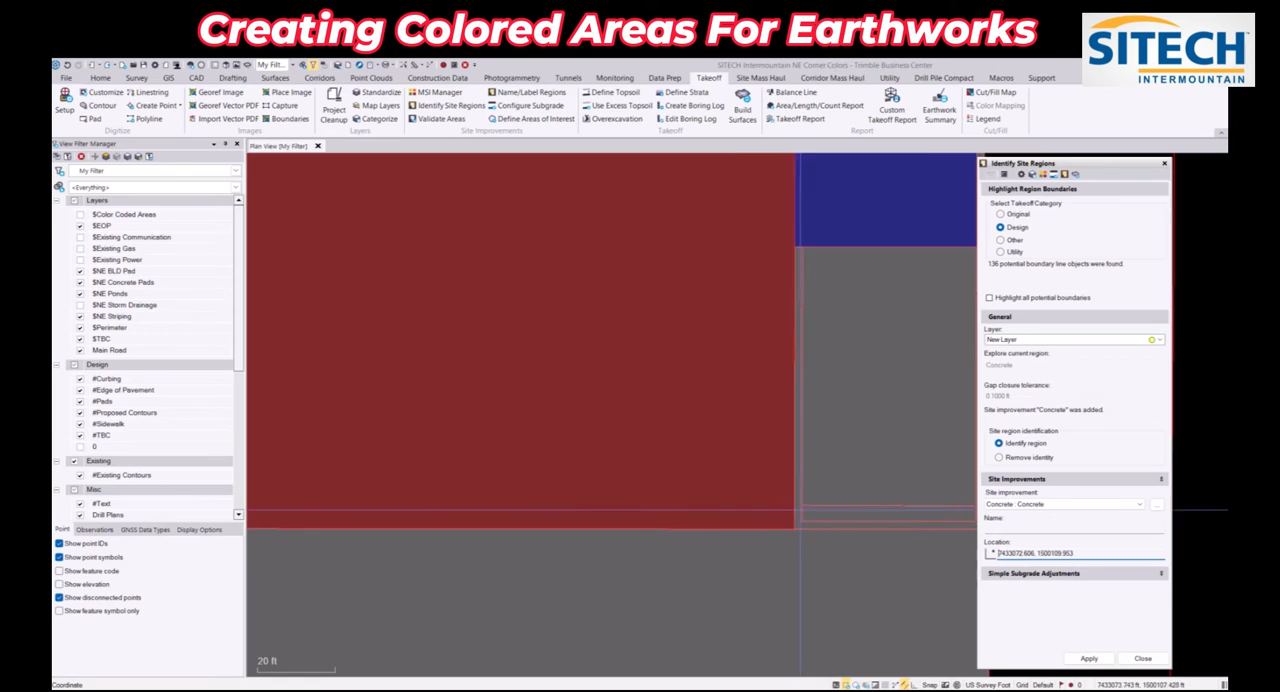 Creating Colored Areas For Earthworks
SITECH
INTERMOUNTAIN
My Filt...
SITECH Intermountain NE Corner Colors - Trimble Business Center
File Home Survey GIS CAD Drafting Surfaces Corridors Point Clouds Construction Data Photogrammetry Tunnels Monitoring Data Prep Takeoff Site Mass Haul Corridor Mass Haul Utility Drill Pile Compact Macros Support
Setup
Customize Linestring
Contour Create Point
Pad Polyline
Digitize
Georef Image Place Image
Georef Vector PDF Capture
Import Vector PDF Boundaries
Images
Project Cleanup
Standardize
Map Layers
Categorize
Layers
MSI Manager Name/Label Regions
Identify Site Regions Configure Subgrade
Validate Areas Define Areas of Interest
Site Improvements
Define Topsoil Define Strata
Use Excess Topsoil Create Boring Log
Overexcavation Edit Boring Log
Build Surfaces
Takeoff
Balance Line
Area/Length/Count Report
Takeoff Report
Custom Takeoff Report
Earthwork Summary
Report
Cut/Fill Map
Color Mapping
Legend
Cut/Fill
View Filter Manager
My Filter
<Everything>
Layers
$Color Coded Areas
$EOP
$Existing Communication
$Existing Gas
$Existing Power
$NE BLD Pad
$NE Concrete Pads
$NE Ponds
$NE Storm Drainage
$NE Striping
$Perimeter
$TBC
Main Road
Design
#Curbing
#Edge of Pavement
#Pads
#Proposed Contours
#Sidewalk
#TBC
0
Existing
#Existing Contours
Misc
#Text
Drill Plans
Point Observations GNSS Data Types Display Options
Show point IDs
Show point symbols
Show feature code
Show elevation
Show disconnected points
Show feature symbol only
Coordinate
Plan View [My Filter]
20 ft
Identify Site Regions
Highlight Region Boundaries
Select Takeoff Category
Original
Design
Other
Utility
136 potential boundary line objects were found.
Highlight all potential boundaries
General
Layer:
New Layer
Explore current region:
Concrete
Gap closure tolerance:
0.1000 ft
Site improvement "Concrete" was added.
Site region identification
Identify region
Remove identity
Site Improvements
Site improvement:
Concrete : Concrete
...
Name:
Location:
7433072.606, 1500109.953
Simple Subgrade Adjustments
Apply Close
Snap US Survey Foot Grid Default 0 7433073.743 ft, 1500107.428 ft